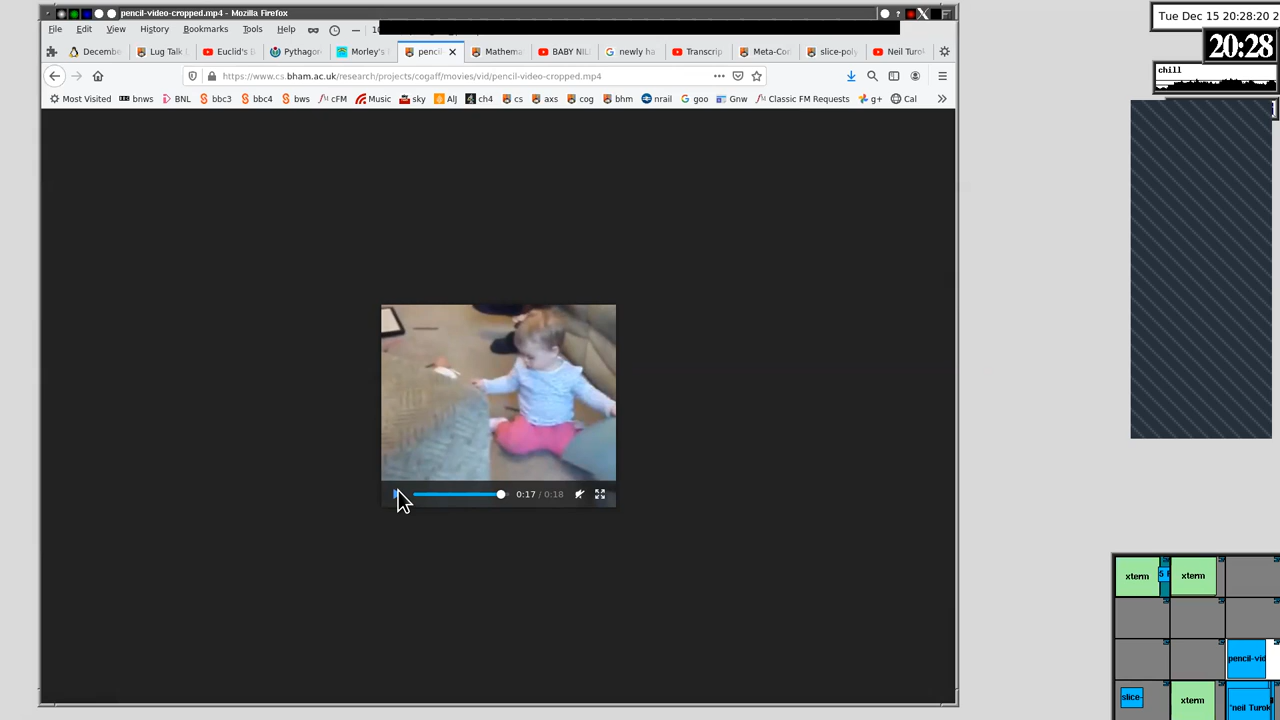 pencil-video-cropped.mp4 - Mozilla Firefox
Tue Dec 15 20:28:20 2
File Edit View History Bookmarks Tools Help
20:28
Decembe Lug Talk Euclid's B Pythagor Morley's pencil- Mathema BABY NIL newly ha Transcrip Meta-Con slice-poly Neil Turok
chill
https://www.cs.bham.ac.uk/research/projects/cogaff/movies/vid/pencil-video-cropped.mp4
Most Visited bnws BNL bbc3 bbc4 bws cFM Music sky AIJ ch4 cs axs cog bhm nrail goo Gnw Classic FM Requests g+ Cal
0:17 / 0:18
xterm xterm
pencil-vid
slice- xterm "neil Turok